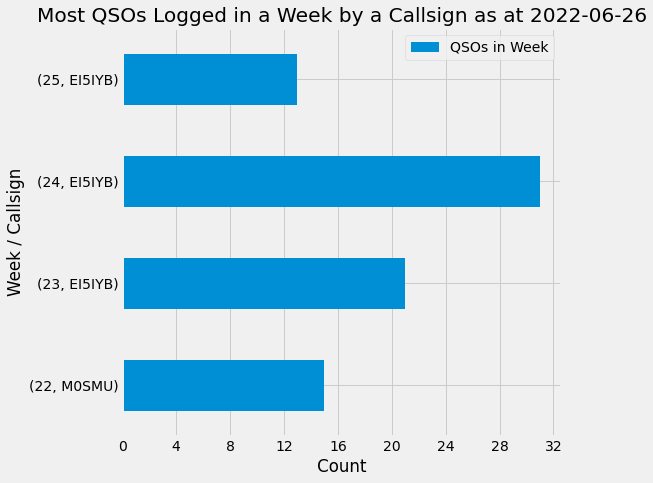 Most QSOs Logged in a Week by a Callsign as at 2022-06-26
QSOs in Week
(25, EI5IYB)
(24, EI5IYB)
(23, EI5IYB)
(22, M0SMU)
Week / Callsign
0 4 8 12 16 20 24 28 32
Count